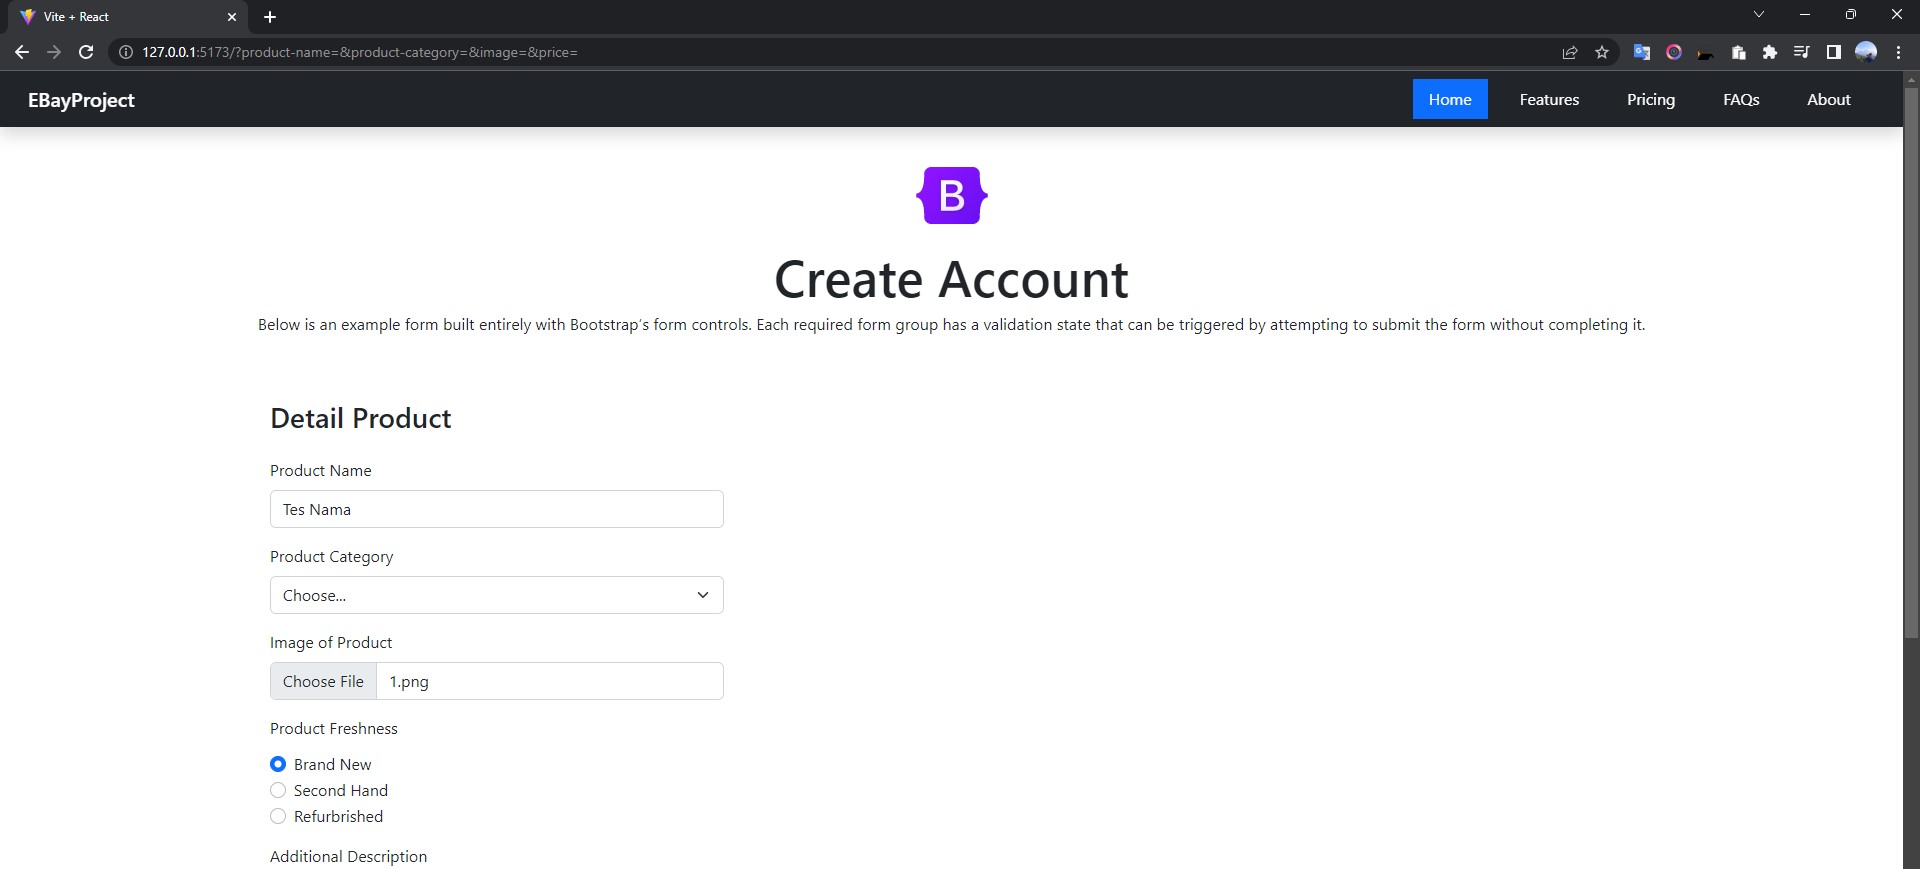 Vite + React
127.0.0.1:5173/?product-name=&product-category=&image=&price=
EBayProject
Home Features Pricing FAQs About
B
Create Account
Below is an example form built entirely with Bootstrap's form controls. Each required form group has a validation state that can be triggered by attempting to submit the form without completing it.
Detail Product
Product Name
Tes Nama
Product Category
Choose...
Image of Product
Choose File 1.png
Product Freshness
Brand New
Second Hand
Refurbrished
Additional Description